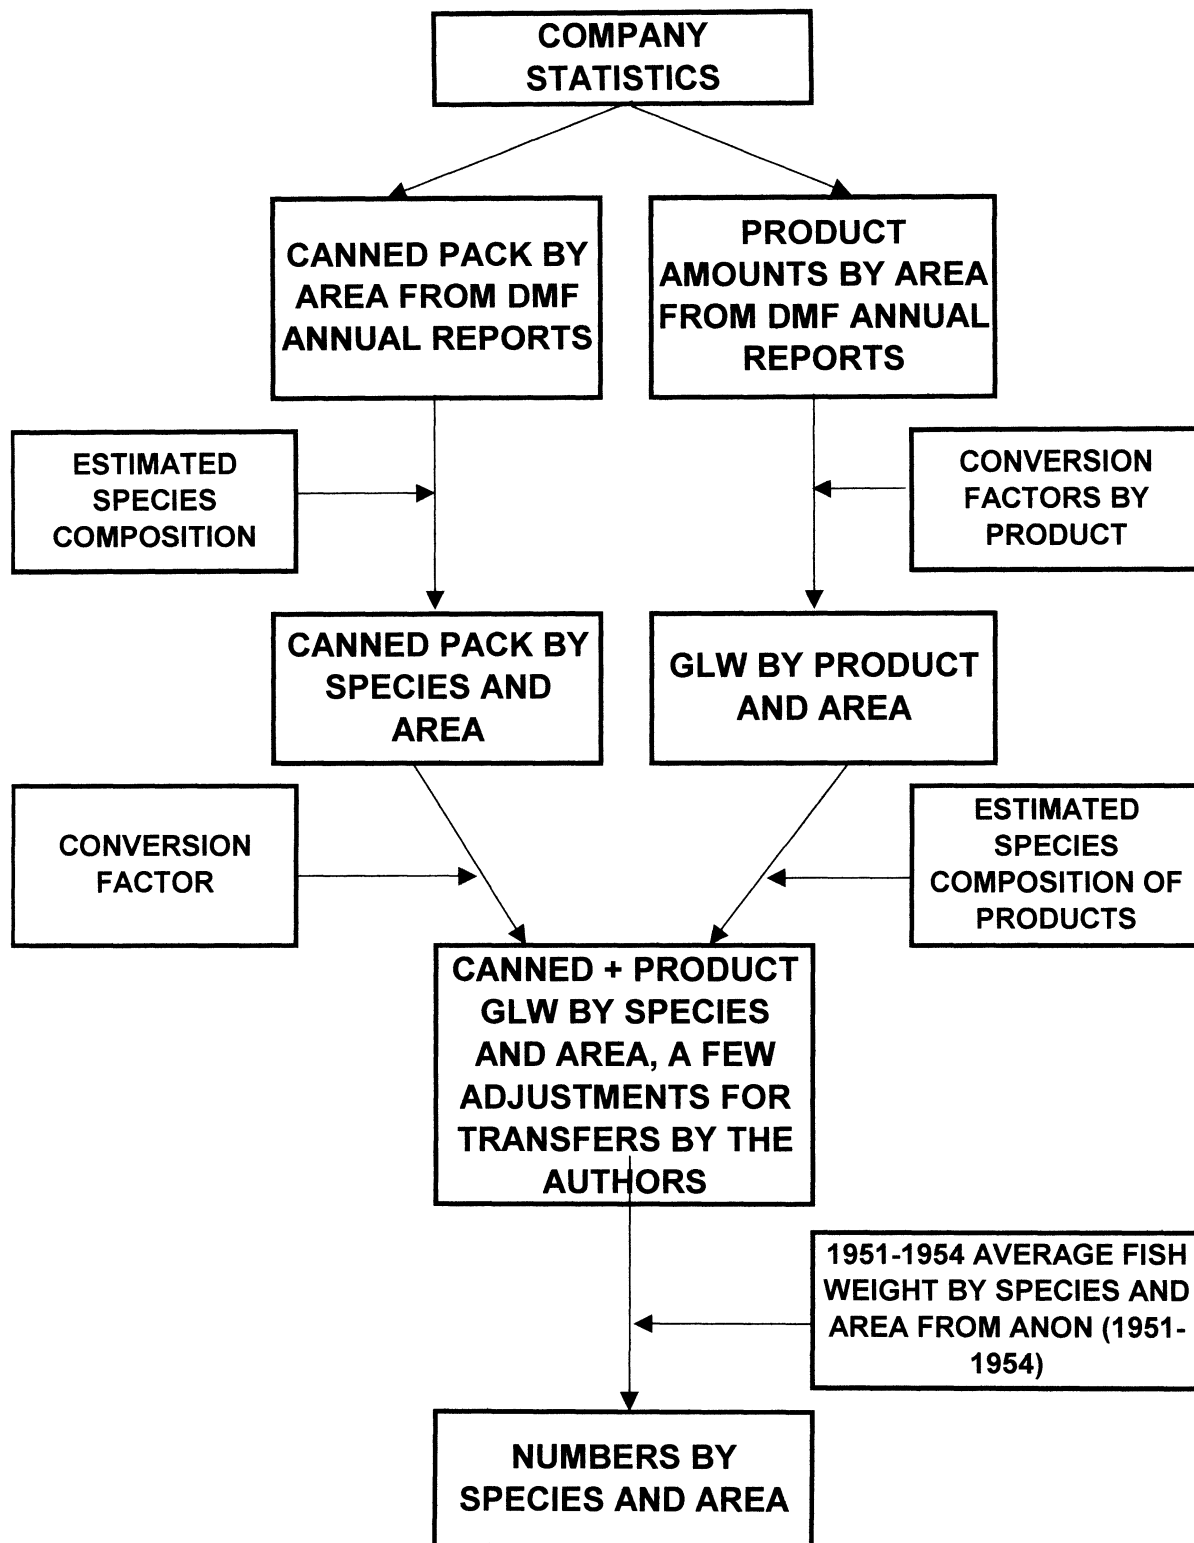 COMPANY
STATISTICS
CANNED PACK BY
AREA FROM DMF
ANNUAL REPORTS
PRODUCT
AMOUNTS BY AREA
FROM DMF ANNUAL
REPORTS
ESTIMATED
SPECIES
COMPOSITION
CONVERSION
FACTORS BY
PRODUCT
CANNED PACK BY
SPECIES AND
AREA
GLW BY PRODUCT
AND AREA
CONVERSION
FACTOR
ESTIMATED
SPECIES
COMPOSITION OF
PRODUCTS
CANNED + PRODUCT
GLW BY SPECIES
AND AREA, A FEW
ADJUSTMENTS FOR
TRANSFERS BY THE
AUTHORS
1951-1954 AVERAGE FISH
WEIGHT BY SPECIES AND
AREA FROM ANON (1951-
1954)
NUMBERS BY
SPECIES AND AREA